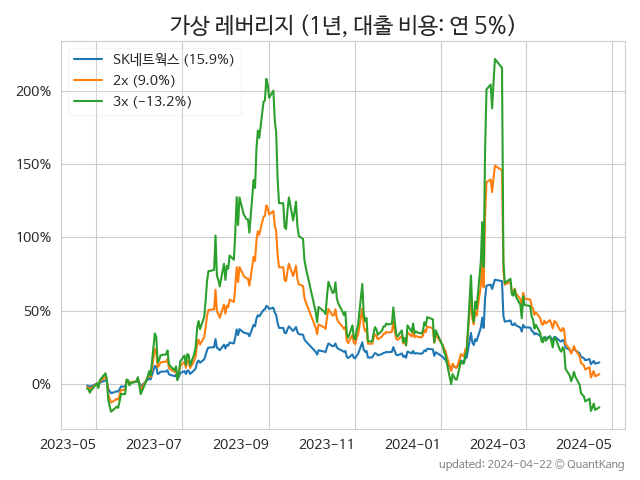 가상 레버리지 (1년, 대출 비용: 연 5%)
SK네트웍스 (15.9%)
2x (9.0%)
3x (−13.2%)
200%
150%
100%
50%
0%
2023-05 2023-07 2023-09 2023-11 2024-01 2024-03 2024-05
updated: 2024-04-22 © QuantKang